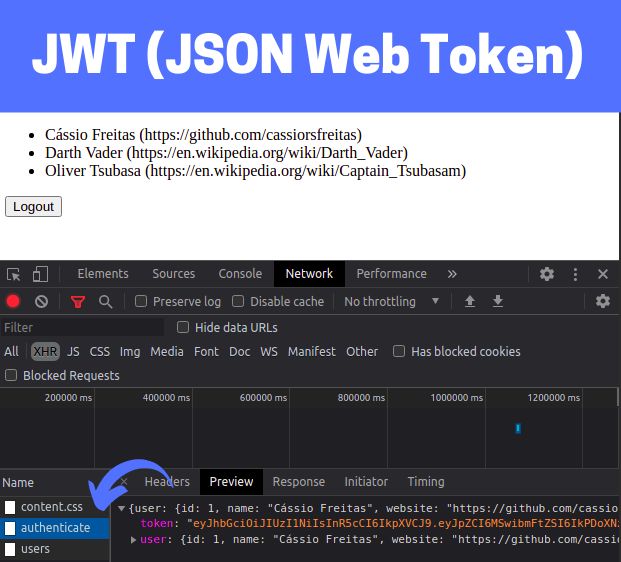 JWT (JSON Web Token)
Cássio Freitas (https://github.com/cassiorsfreitas)
Darth Vader (https://en.wikipedia.org/wiki/Darth_Vader)
Oliver Tsubasa (https://en.wikipedia.org/wiki/Captain_Tsubasam)
Logout
Elements Sources Console Network Performance »
Preserve log Disable cache No throttling
Filter Hide data URLs
All XHR JS CSS Img Media Font Doc WS Manifest Other Has blocked cookies
Blocked Requests
200000 ms 400000 ms 600000 ms 800000 ms 1000000 ms 1200000 ms
Name × Headers Preview Response Initiator Timing
content.css
authenticate
users
{user: {id: 1, name: "Cássio Freitas", website: "https://github.com/cassio
token: "eyJhbGciOiJIUzI1NiIsInR5cCI6IkpXVCJ9.eyJpZCI6MSwibmFtZSI6IkPDoXN
user: {id: 1, name: "Cássio Freitas", website: "https://github.com/cas